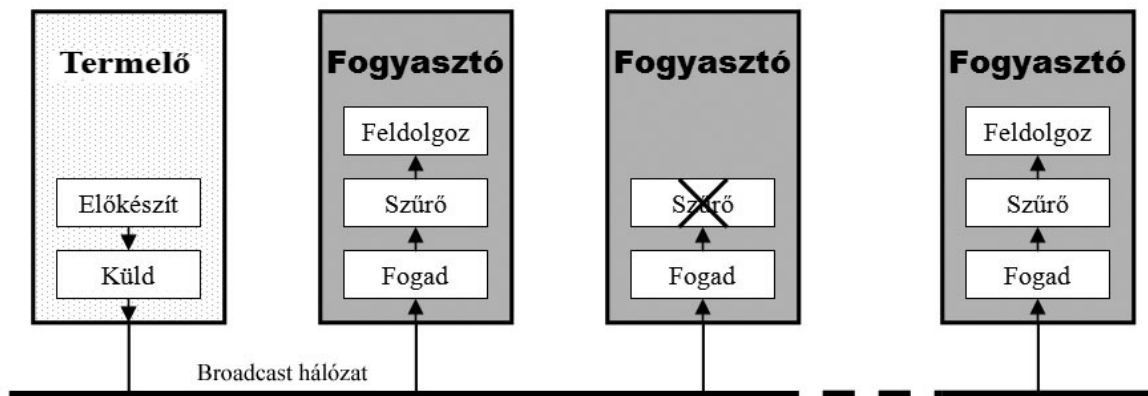 Termelő
Előkészít
Küld
Fogyasztó
Feldolgoz
Szűrő
Fogad
Fogyasztó
Szűrő
Fogad
Fogyasztó
Feldolgoz
Szűrő
Fogad
Broadcast hálózat